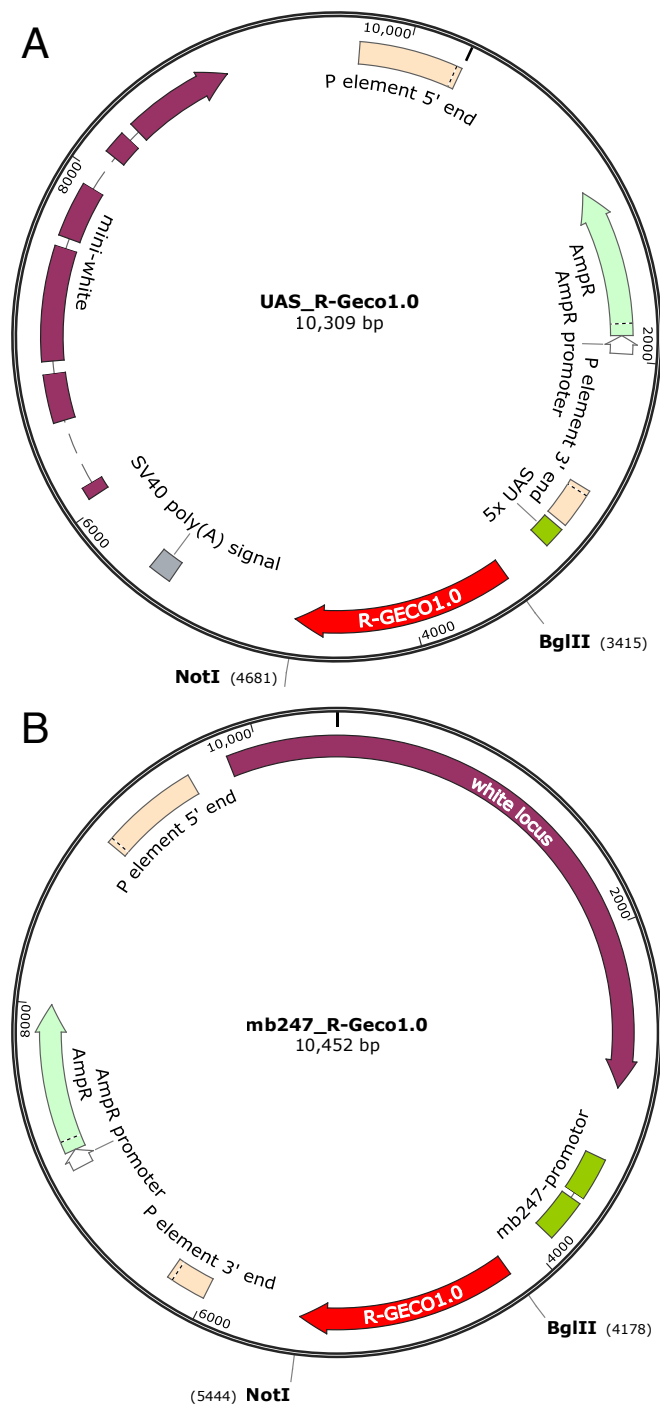 A
10,000
P element 5' end
8000
mini-white
AmpR
AmpR promoter
2000
UAS_R-Geco1.0
10,309 bp
P element 3' end
5x UAS
SV40 poly(A) signal
6000
R-GECO1.0
4000
BglII (3415)
NotI (4681)
B
10,000
white locus
P element 5' end
2000
8000
mb247_R-Geco1.0
10,452 bp
AmpR
AmpR promoter
mb247-promotor
P element 3' end
4000
6000
R-GECO1.0
BglII (4178)
(5444) NotI